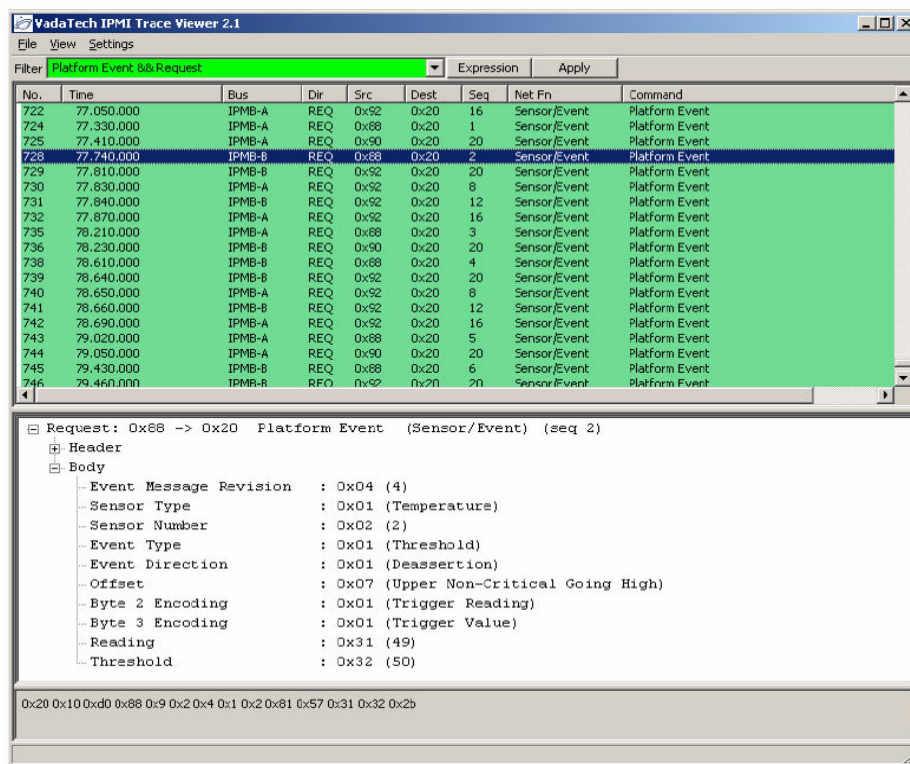 VadaTech IPMI Trace Viewer 2.1
File View Settings
Filter Platform Event &&Request Expression Apply
No. Time Bus Dir Src Dest Seq Net Fn Command
722 77.050.000 IPMB-A REQ 0x92 0x20 16 Sensor/Event Platform Event
724 77.330.000 IPMB-A REQ 0x88 0x20 1 Sensor/Event Platform Event
725 77.410.000 IPMB-A REQ 0x90 0x20 20 Sensor/Event Platform Event
728 77.740.000 IPMB-B REQ 0x88 0x20 2 Sensor/Event Platform Event
729 77.810.000 IPMB-B REQ 0x92 0x20 20 Sensor/Event Platform Event
730 77.830.000 IPMB-A REQ 0x92 0x20 8 Sensor/Event Platform Event
731 77.840.000 IPMB-B REQ 0x92 0x20 12 Sensor/Event Platform Event
732 77.870.000 IPMB-A REQ 0x92 0x20 16 Sensor/Event Platform Event
735 78.210.000 IPMB-A REQ 0x88 0x20 3 Sensor/Event Platform Event
736 78.230.000 IPMB-B REQ 0x90 0x20 20 Sensor/Event Platform Event
738 78.610.000 IPMB-B REQ 0x88 0x20 4 Sensor/Event Platform Event
739 78.640.000 IPMB-B REQ 0x92 0x20 20 Sensor/Event Platform Event
740 78.650.000 IPMB-A REQ 0x92 0x20 8 Sensor/Event Platform Event
741 78.660.000 IPMB-B REQ 0x92 0x20 12 Sensor/Event Platform Event
742 78.690.000 IPMB-A REQ 0x92 0x20 16 Sensor/Event Platform Event
743 79.020.000 IPMB-A REQ 0x88 0x20 5 Sensor/Event Platform Event
744 79.050.000 IPMB-A REQ 0x90 0x20 20 Sensor/Event Platform Event
745 79.430.000 IPMB-B REQ 0x88 0x20 6 Sensor/Event Platform Event
746 79.460.000 IPMB-B REQ 0x92 0x20 20 Sensor/Event Platform Event
Request: 0x88 -> 0x20 Platform Event (Sensor/Event) (seq 2)
Header
Body
Event Message Revision : 0x04 (4)
Sensor Type : 0x01 (Temperature)
Sensor Number : 0x02 (2)
Event Type : 0x01 (Threshold)
Event Direction : 0x01 (Deassertion)
Offset : 0x07 (Upper Non-Critical Going High)
Byte 2 Encoding : 0x01 (Trigger Reading)
Byte 3 Encoding : 0x01 (Trigger Value)
Reading : 0x31 (49)
Threshold : 0x32 (50)
0x20 0x10 0xd0 0x88 0x9 0x2 0x4 0x1 0x2 0x81 0x57 0x31 0x32 0x2b